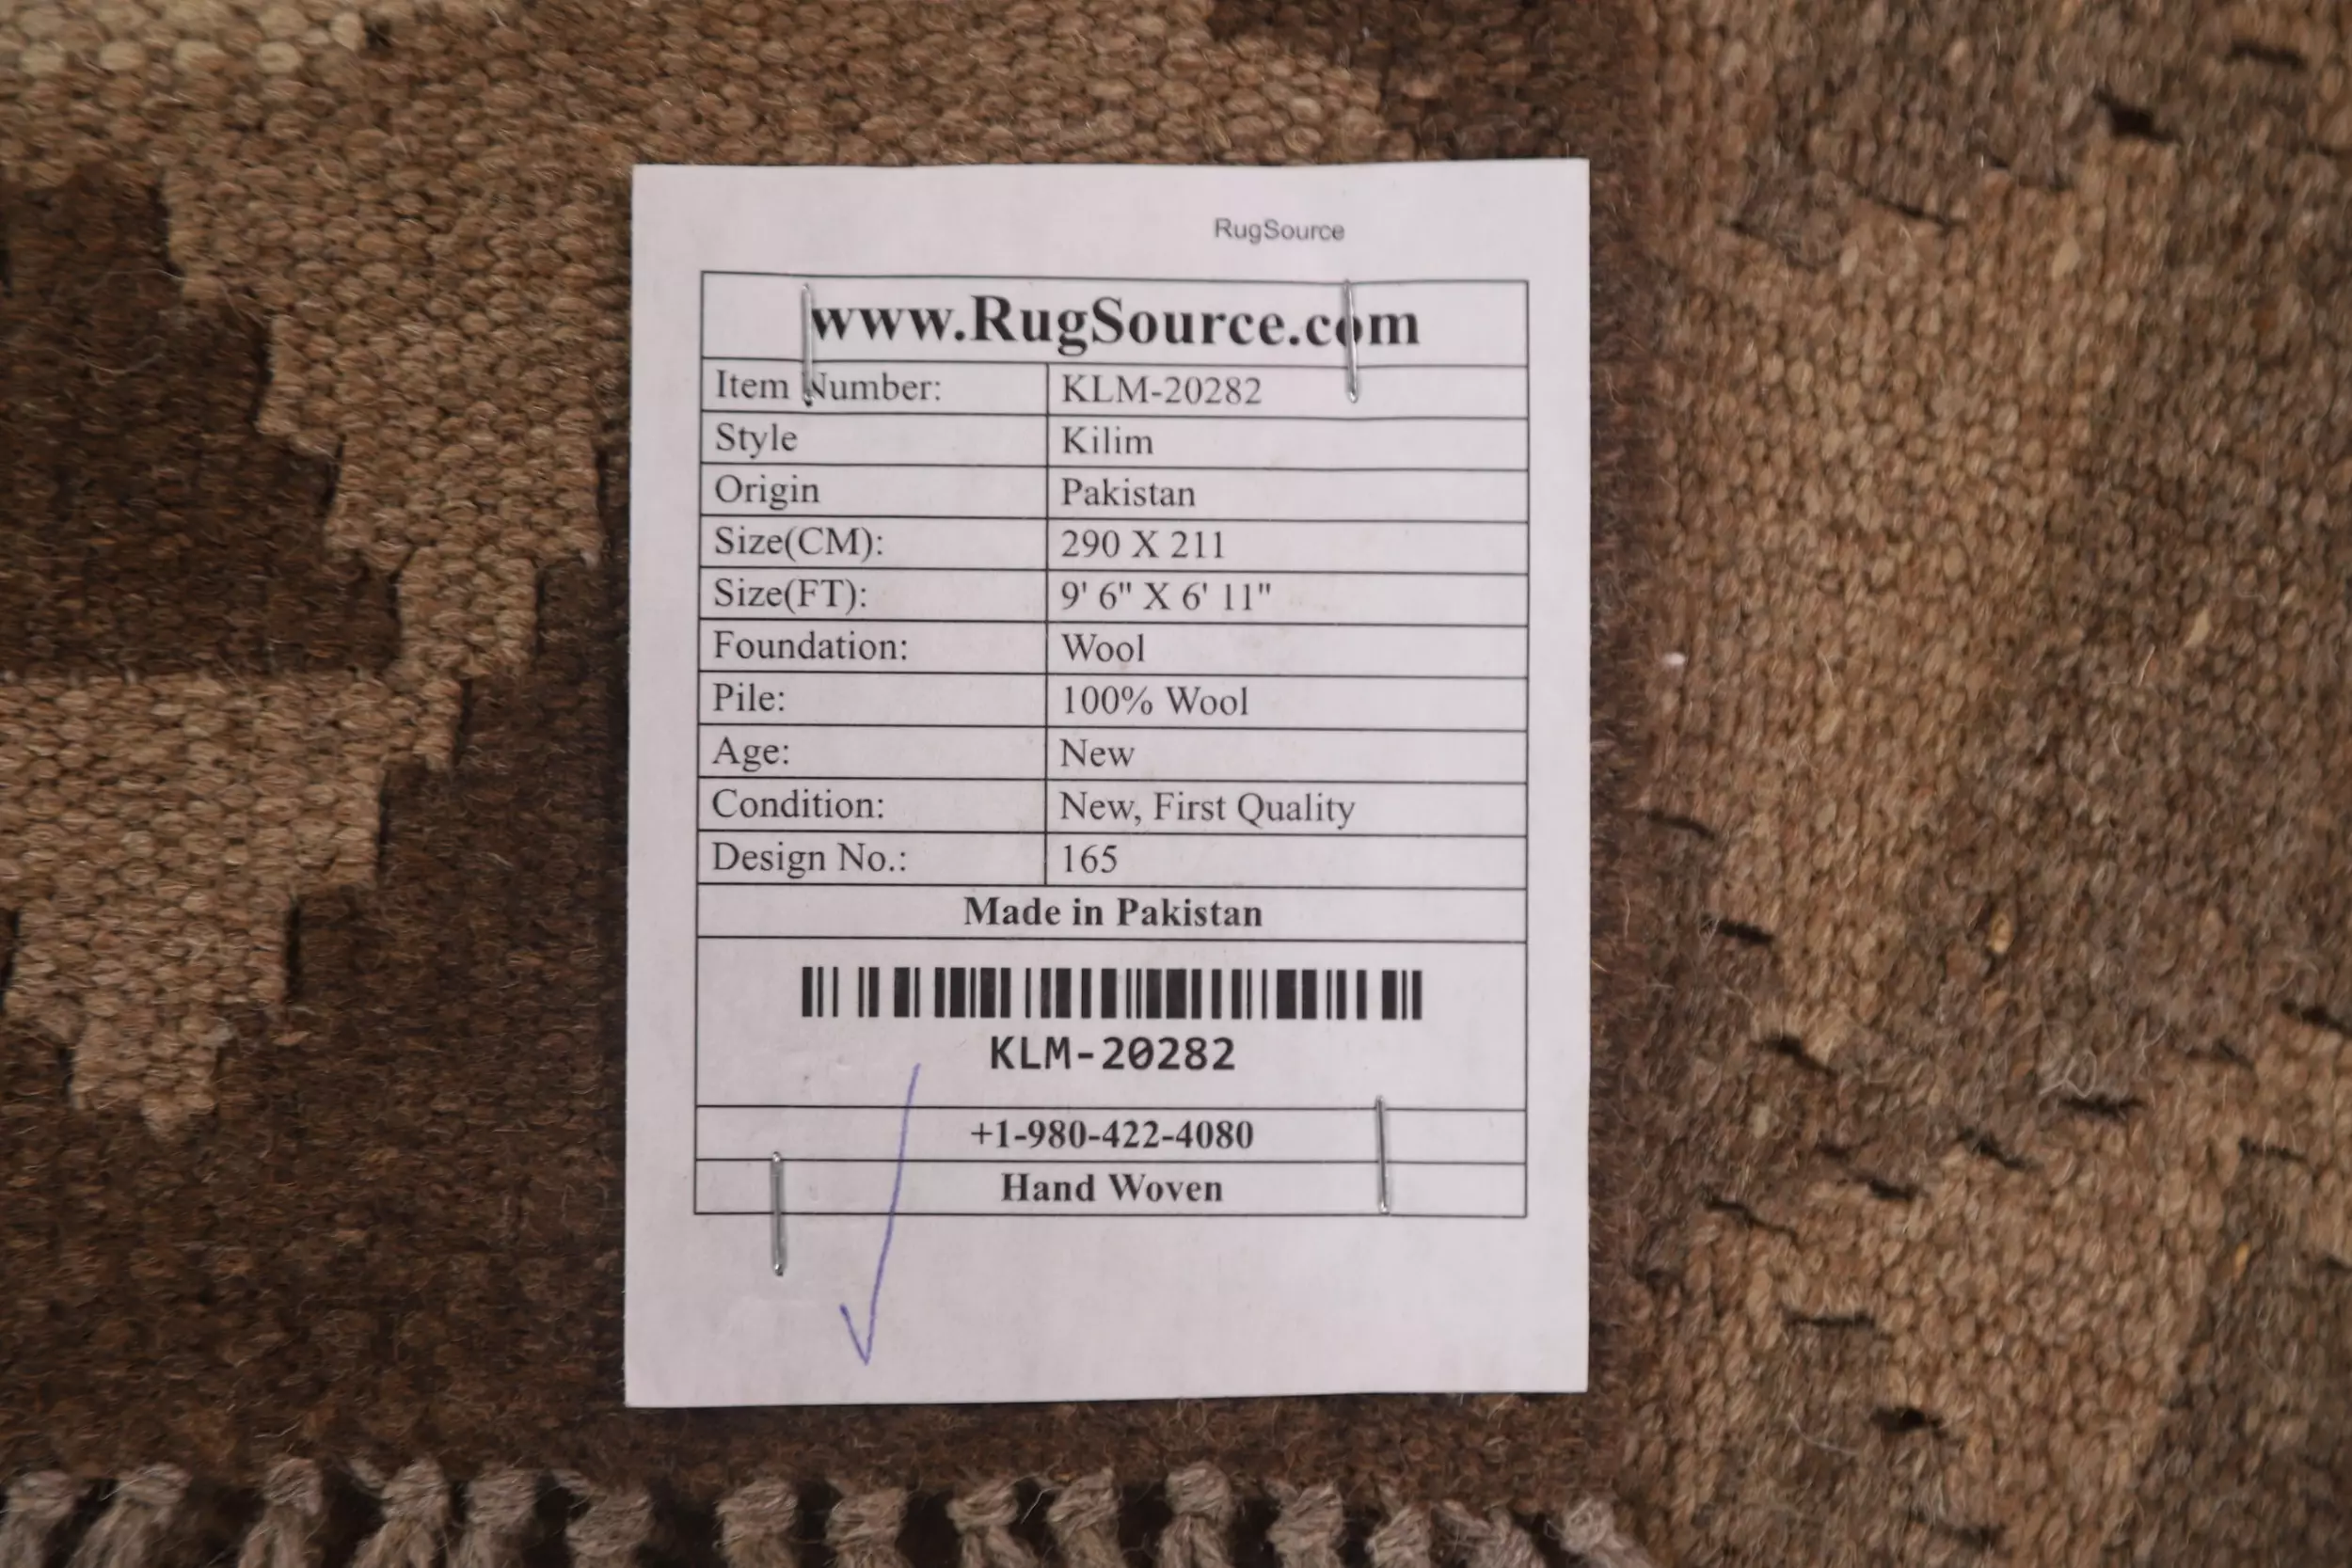 RugSource
www.RugSource.com
Item Number: KLM-20282
Style Kilim
Origin Pakistan
Size(CM): 290 X 211
Size(FT): 9' 6" X 6' 11"
Foundation: Wool
Pile: 100% Wool
Age: New
Condition: New, First Quality
Design No.: 165
Made in Pakistan
KLM-20282
+1-980-422-4080
Hand Woven